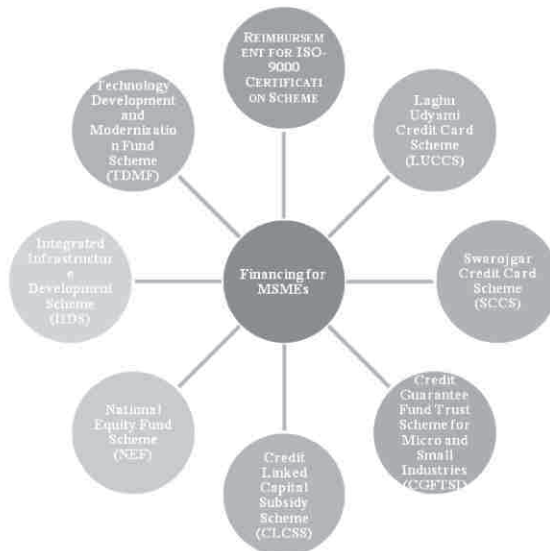 REIMBURSEM
ENT FOR ISO-
9000
CERTIFICATI
ON SCHEME
Laghu
Udyami
Credit Card
Scheme
(LUCCS)
Swarojgar
Credit Card
Scheme
(SCCS)
Credit
Guarantee
Fund Trust
Scheme for
Micro and
Small
Industries
(CGFTSI)
Credit
Linked
Capital
Subsidy
Scheme
(CLCSS)
National
Equity Fund
Scheme
(NEF)
Integrated
Infrastructur
e
Development
Scheme
(IIDS)
Technology
Development
and
Modernizatio
n Fund
Scheme
(TDMF)
Financing for
MSMEs